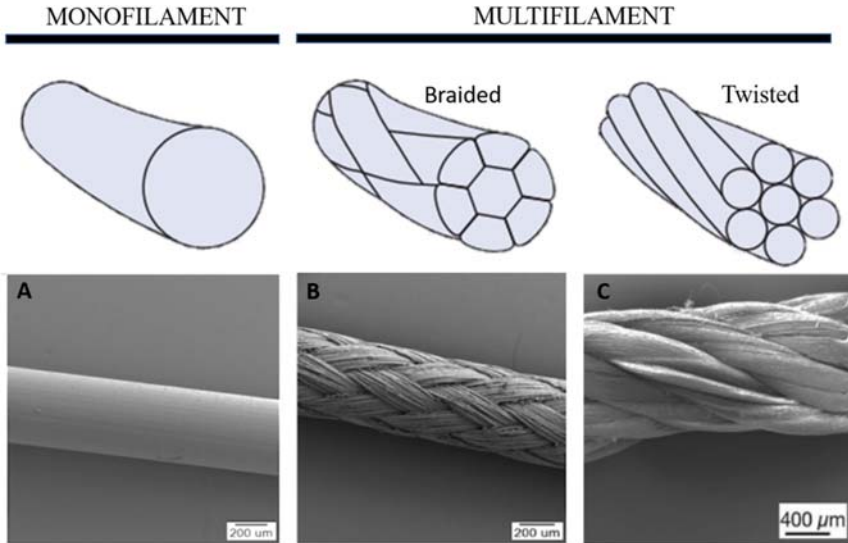 MONOFILAMENT
MULTIFILAMENT
Braided
Twisted
A
B
C
200 um
200 um
400 µm